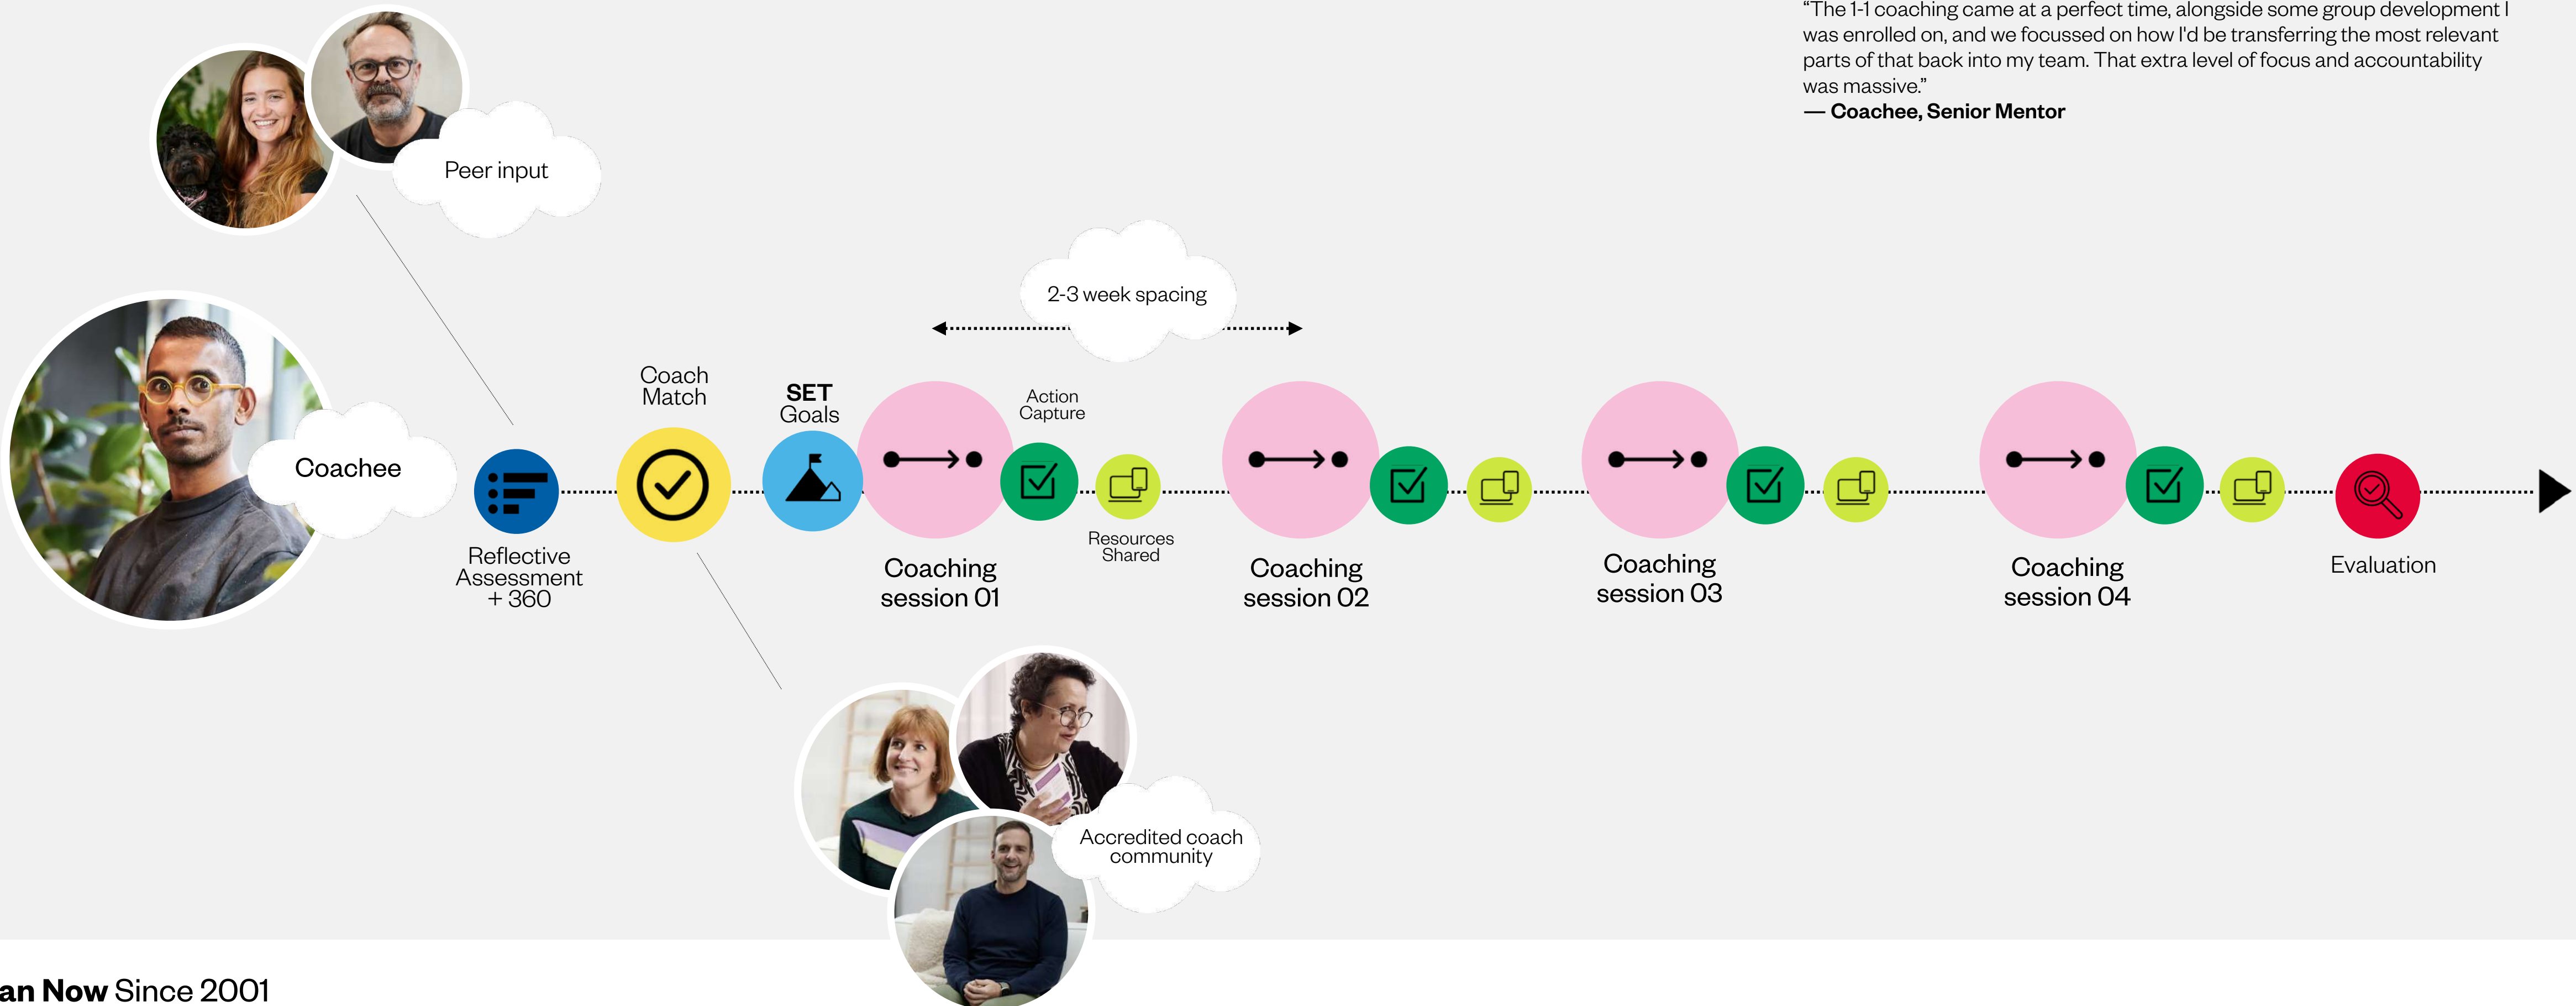 “The 1-1 coaching came at a perfect time, alongside some group development I
was enrolled on, and we focussed on how I'd be transferring the most relevant
parts of that back into my team. That extra level of focus and accountability
was massive.”
— Coachee, Senior Mentor
Peer input
2-3 week spacing
Coachee
Reflective
Assessment
+ 360
Coach
Match
SET
Goals
Coaching
session 01
Action
Capture
Resources
Shared
Coaching
session 02
Coaching
session 03
Coaching
session 04
Evaluation
Accredited coach
community
an Now Since 2001